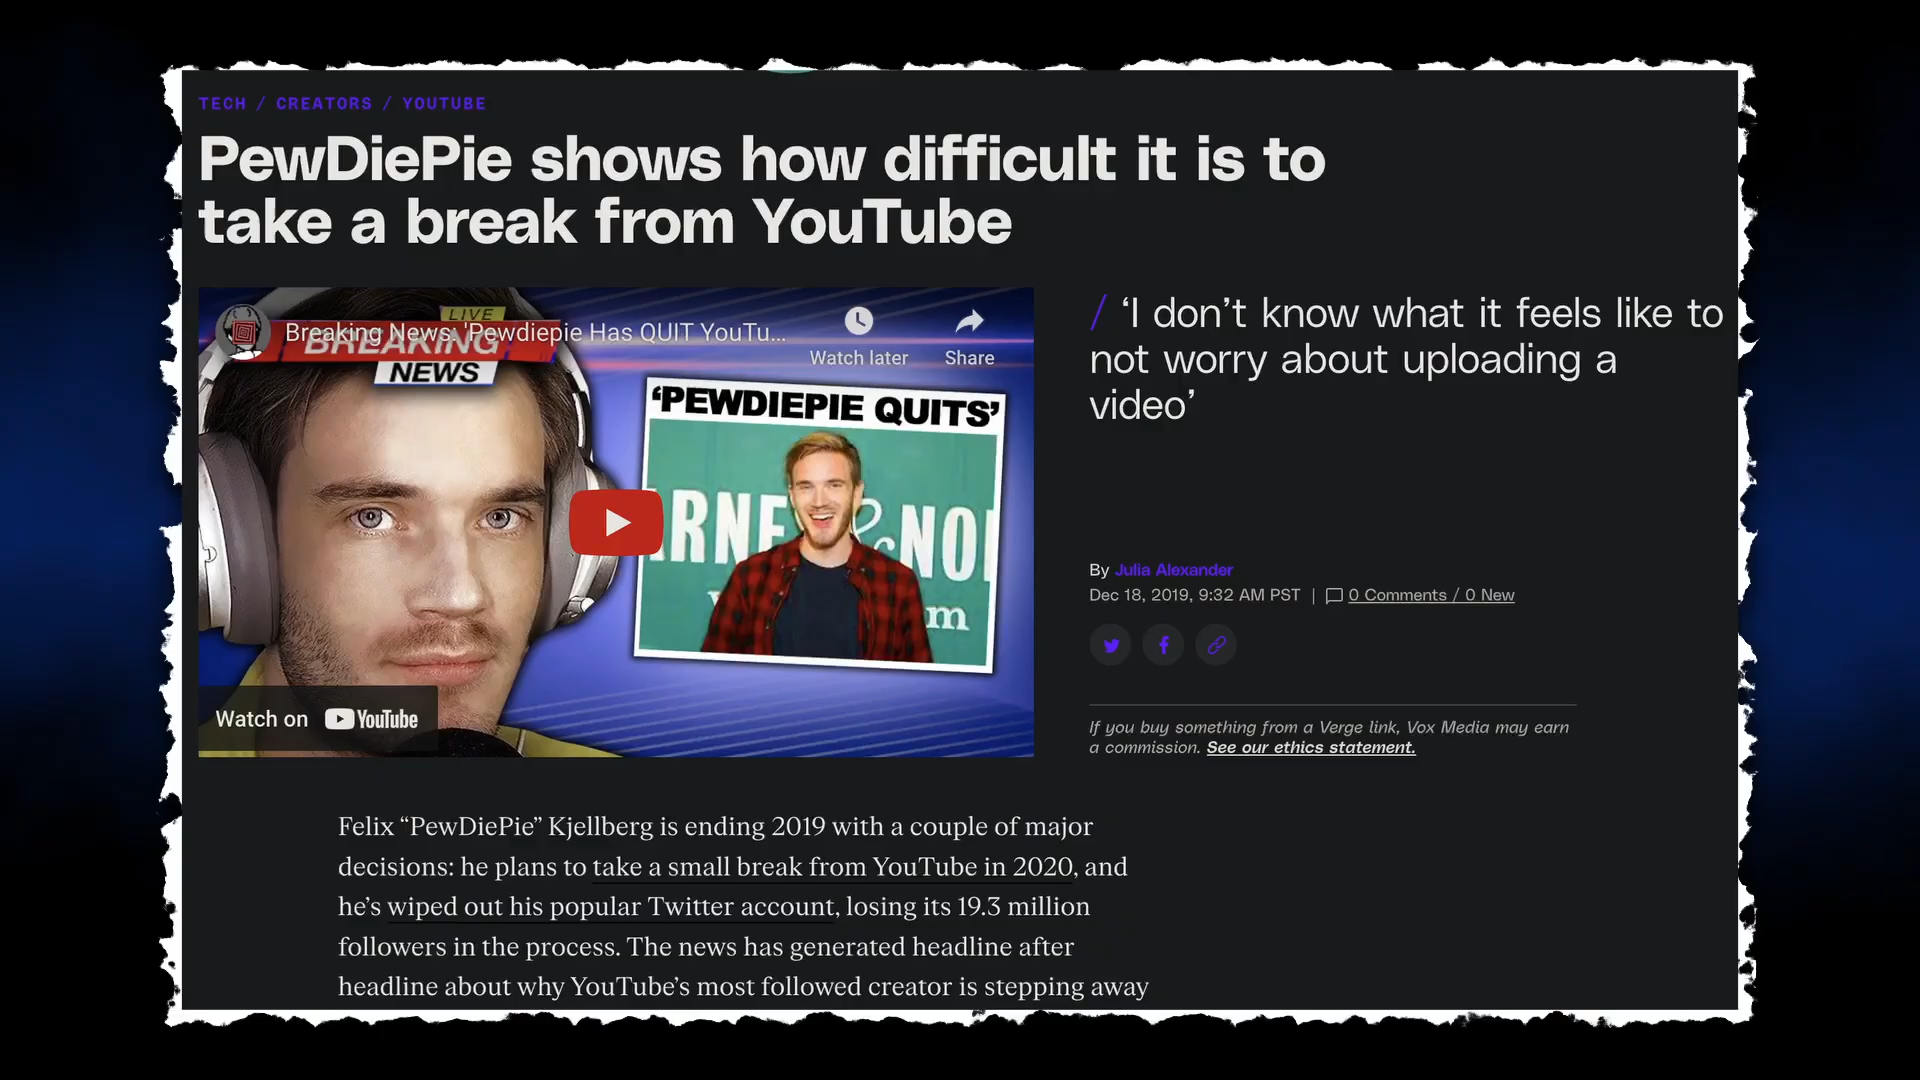 TECH / CREATORS / YOUTUBE
PewDiePie shows how difficult it is to
take a break from YouTube
Breaking News: 'Pewdiepie Has QUIT YouTu...
Watch later
Share
LIVE
BREAKING
NEWS
‘PEWDIEPIE QUITS’
ARNE & NO
m
Watch on YouTube
/ ‘I don’t know what it feels like to
not worry about uploading a
video’
By Julia Alexander
Dec 18, 2019, 9:32 AM PST | 0 Comments / 0 New
If you buy something from a Verge link, Vox Media may earn
a commission. See our ethics statement.
Felix “PewDiePie” Kjellberg is ending 2019 with a couple of major
decisions: he plans to take a small break from YouTube in 2020, and
he’s wiped out his popular Twitter account, losing its 19.3 million
followers in the process. The news has generated headline after
headline about why YouTube’s most followed creator is stepping away